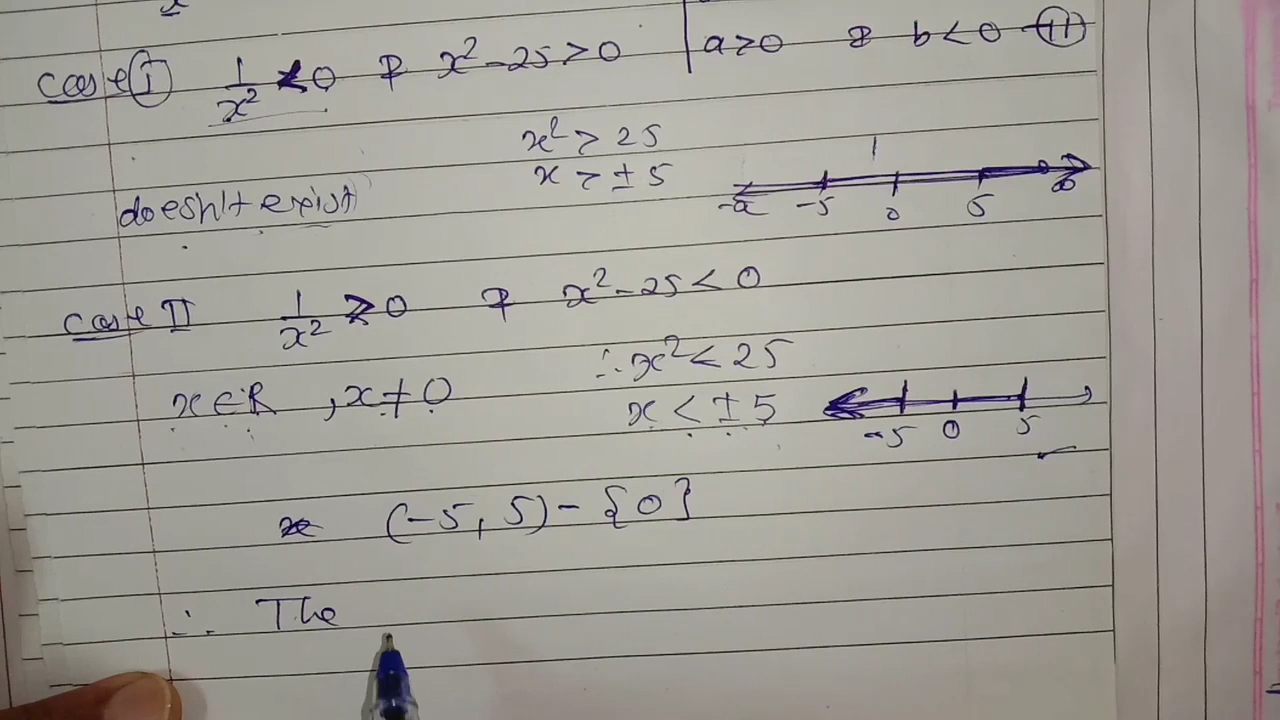 case (I) 1/x² < 0 & x² - 25 > 0 | a > 0 & b < 0 - (II)
x² > 25
x > ± 5
-5 0 5 ∞
doesn't exist
case II 1/x² > 0 & x² - 25 < 0
∴ x² < 25
x ∈ R , x ≠ 0 x < ± 5
-5 0 5
(-5, 5) - {0}
∴ The